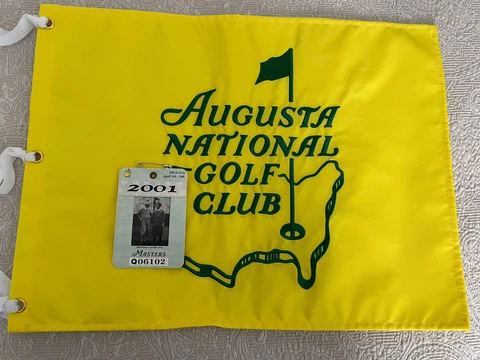 AUGUSTA
NATIONAL
GOLF
CLUB
2001
MASTERS
Q06102